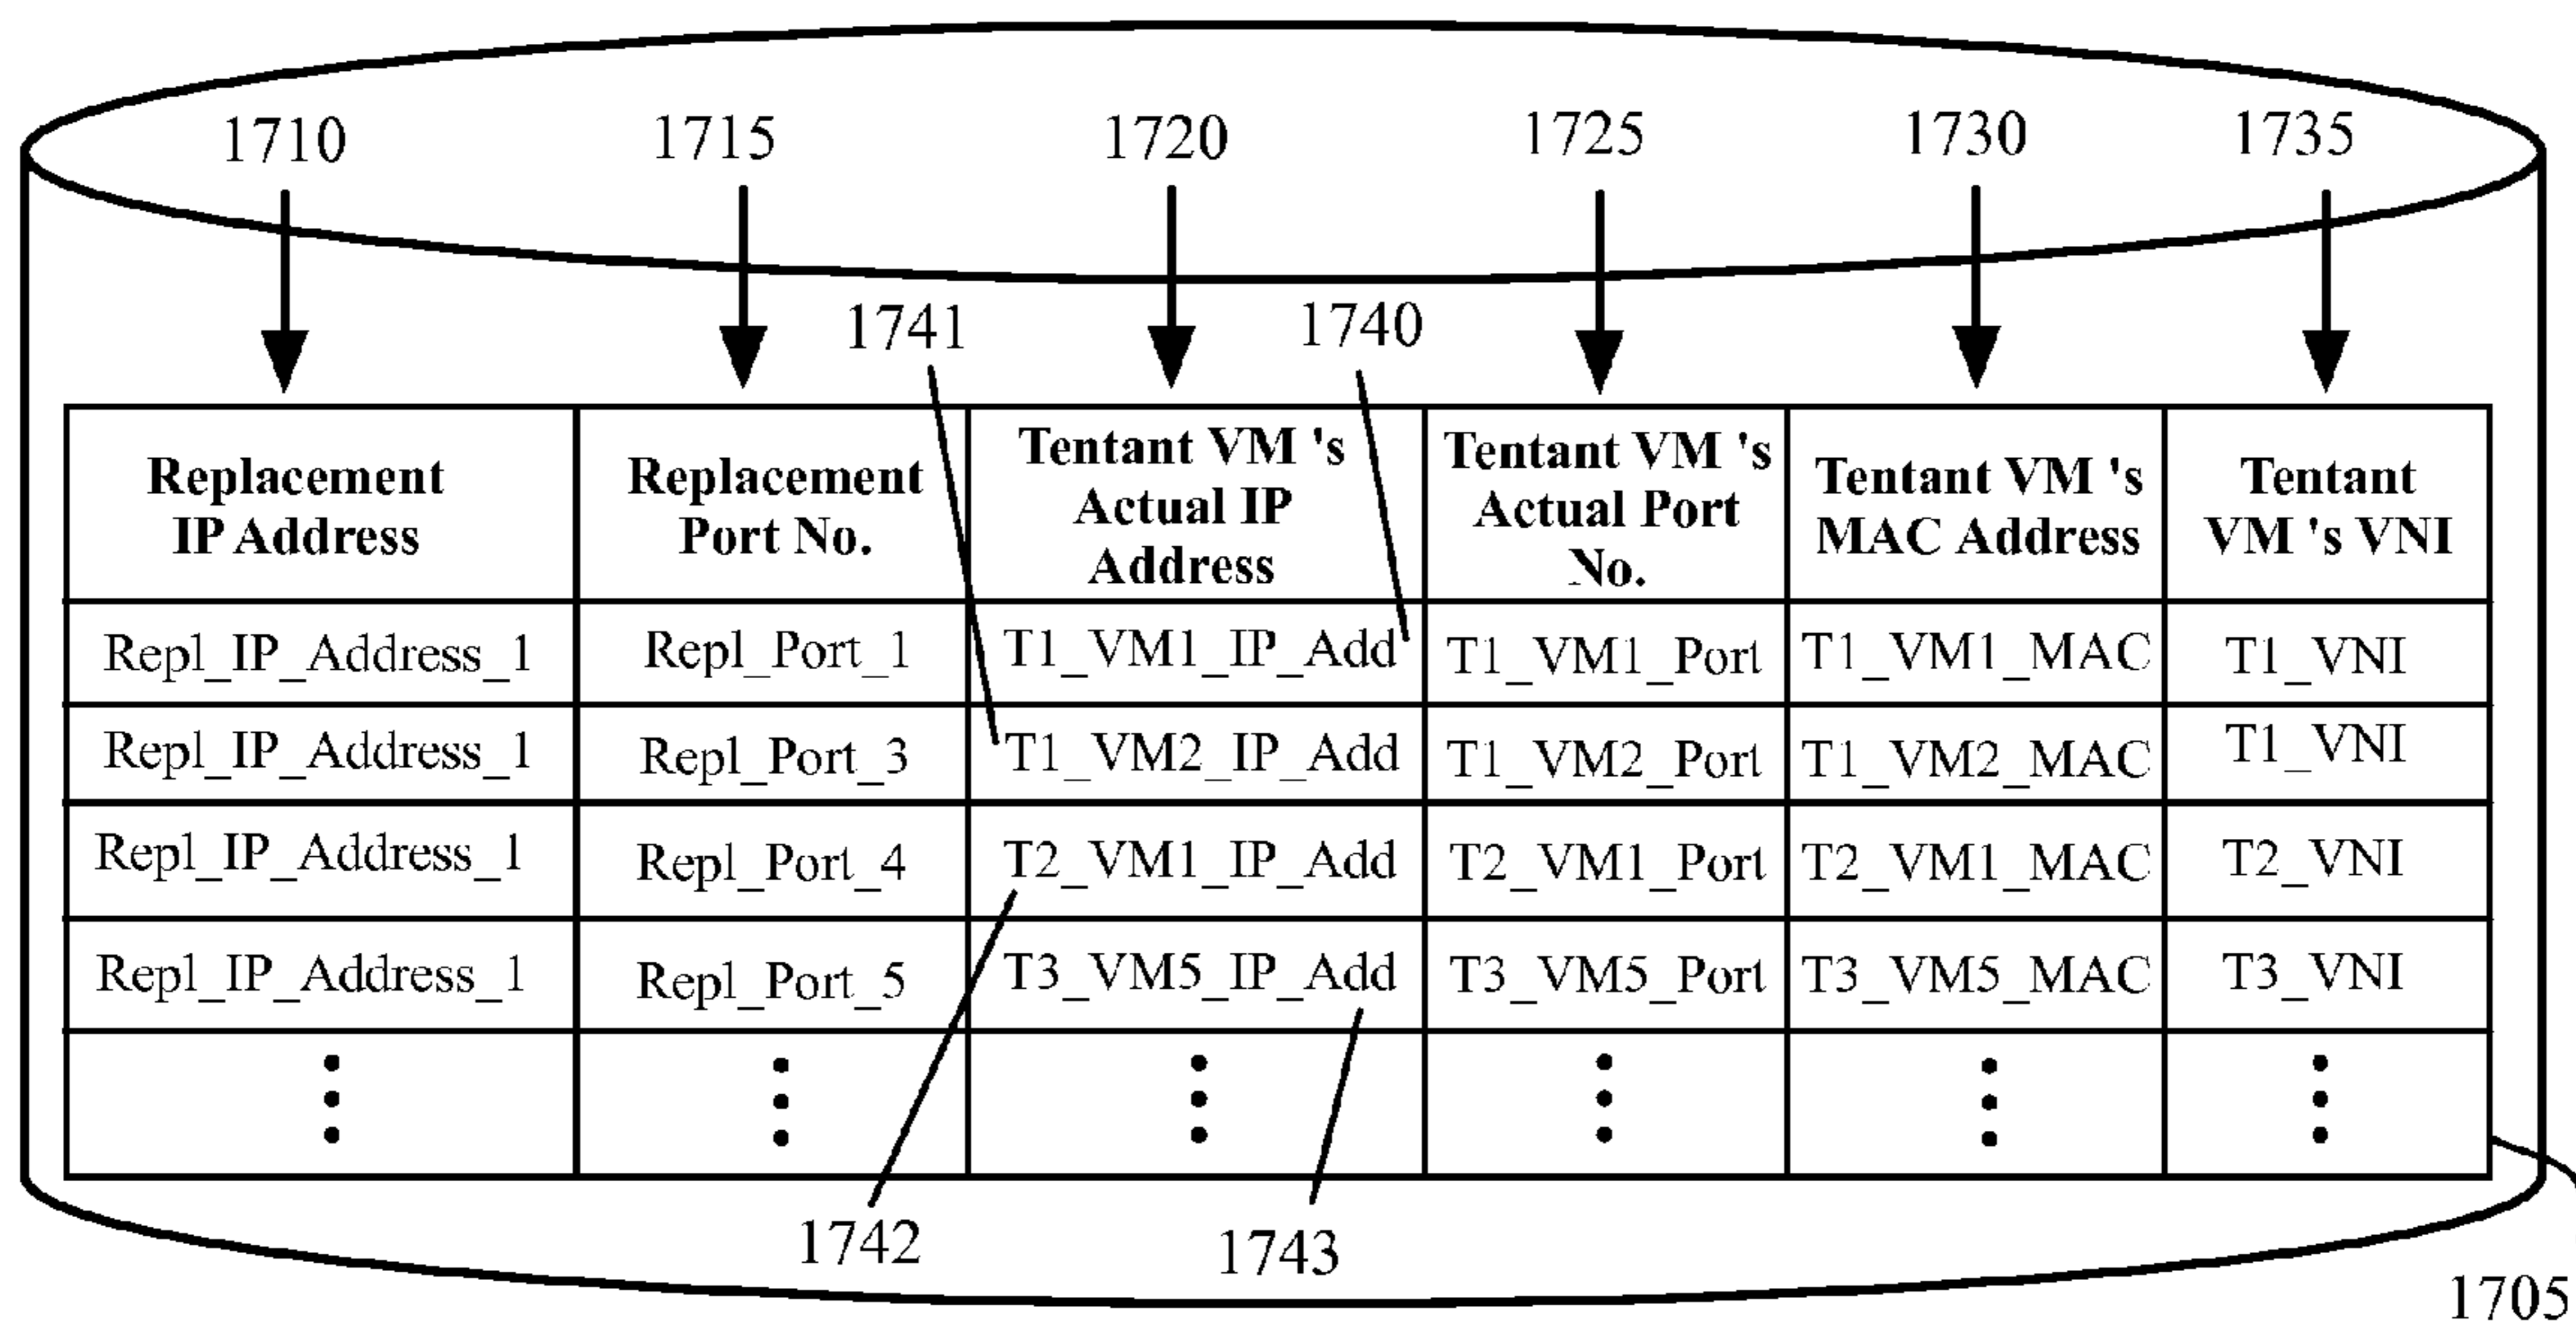 1710 1715 1720 1725 1730 1735
1741 1740
Replacement IP Address
Replacement Port No.
Tentant VM 's Actual IP Address
Tentant VM 's Actual Port No.
Tentant VM 's MAC Address
Tentant VM 's VNI
Repl_IP_Address_1 Repl_Port_1 T1_VM1_IP_Add T1_VM1_Port T1_VM1_MAC T1_VNI
Repl_IP_Address_1 Repl_Port_3 T1_VM2_IP_Add T1_VM2_Port T1_VM2_MAC T1_VNI
Repl_IP_Address_1 Repl_Port_4 T2_VM1_IP_Add T2_VM1_Port T2_VM1_MAC T2_VNI
Repl_IP_Address_1 Repl_Port_5 T3_VM5_IP_Add T3_VM5_Port T3_VM5_MAC T3_VNI
1742 1743
1705